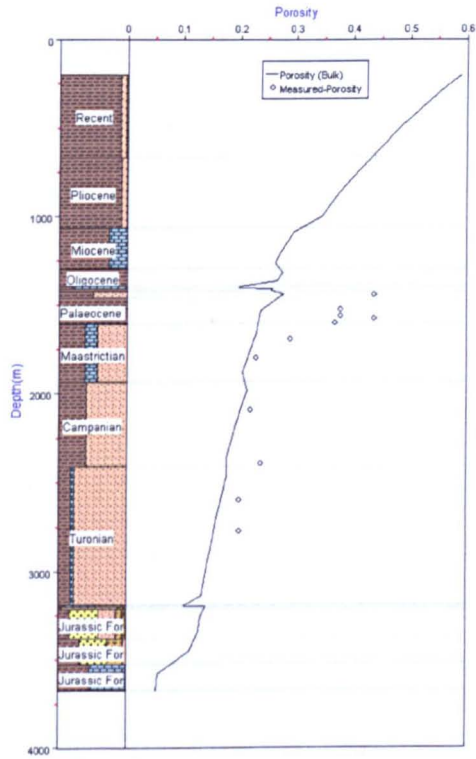 Porosity
0 0.1 0.2 0.3 0.4 0.5 0.6
0
Porosity (Bulk)
Measured-Porosity
Recent
Pliocene
1000
Miocene
Oligocene
Palaeocene
Maastrictian
Depth(m)
2000
Campanian
Turonian
3000
Jurassic For
Jurassic For
Jurassic For
4000